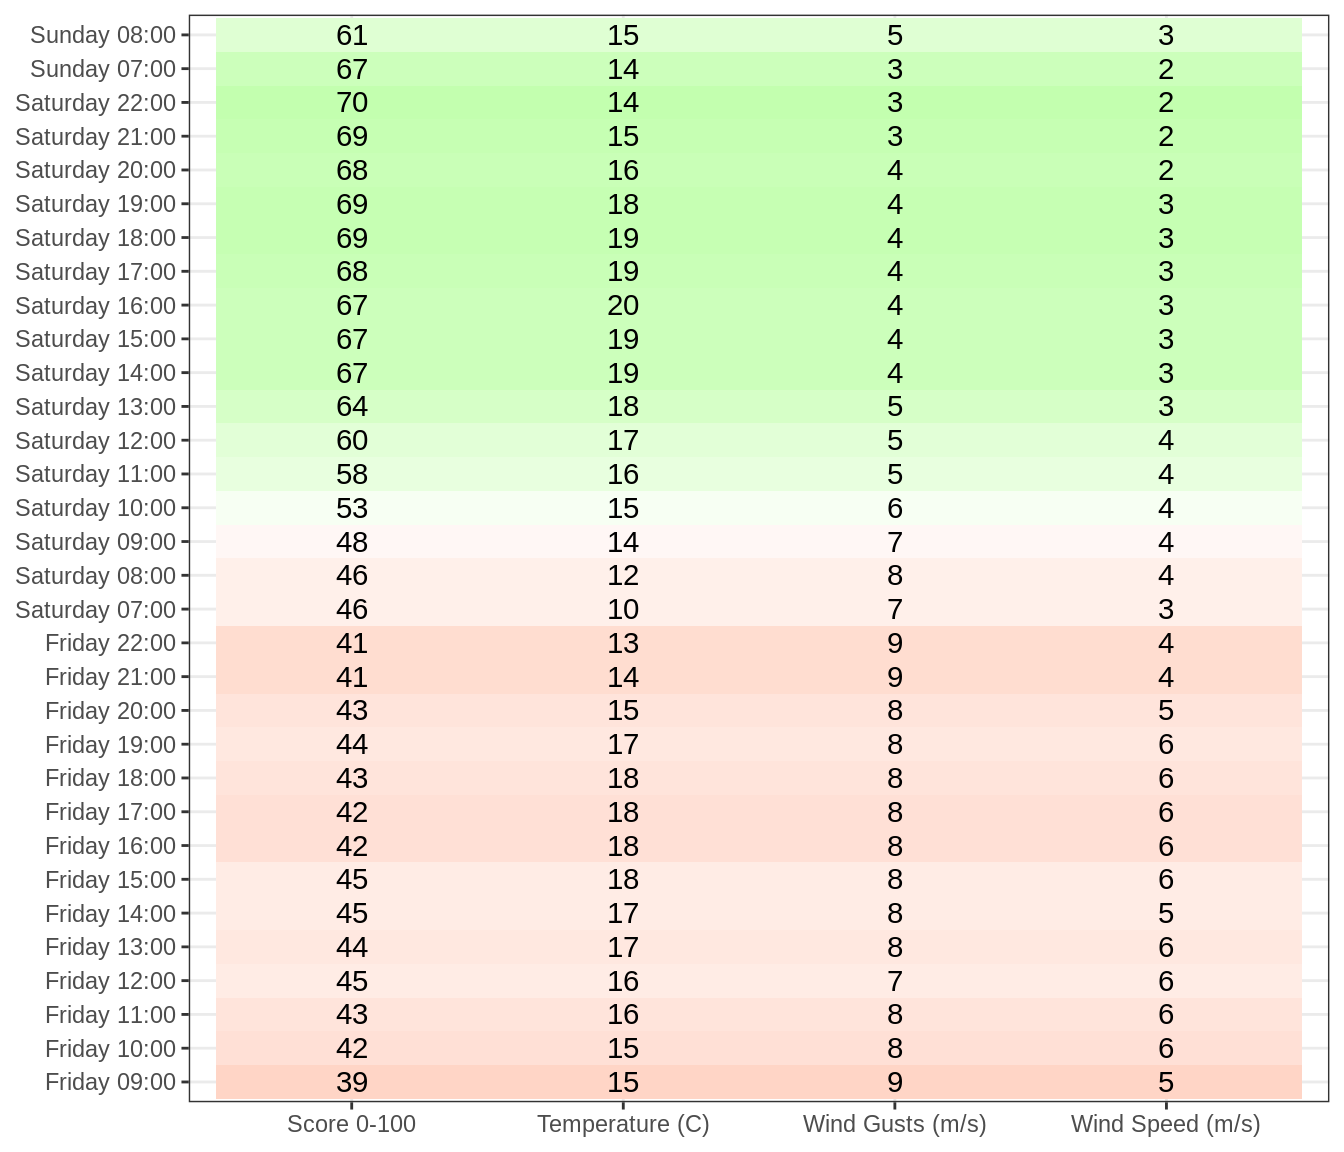 Sunday 08:00 61 15 5 3
Sunday 07:00 67 14 3 2
Saturday 22:00 70 14 3 2
Saturday 21:00 69 15 3 2
Saturday 20:00 68 16 4 2
Saturday 19:00 69 18 4 3
Saturday 18:00 69 19 4 3
Saturday 17:00 68 19 4 3
Saturday 16:00 67 20 4 3
Saturday 15:00 67 19 4 3
Saturday 14:00 67 19 4 3
Saturday 13:00 64 18 5 3
Saturday 12:00 60 17 5 4
Saturday 11:00 58 16 5 4
Saturday 10:00 53 15 6 4
Saturday 09:00 48 14 7 4
Saturday 08:00 46 12 8 4
Saturday 07:00 46 10 7 3
Friday 22:00 41 13 9 4
Friday 21:00 41 14 9 4
Friday 20:00 43 15 8 5
Friday 19:00 44 17 8 6
Friday 18:00 43 18 8 6
Friday 17:00 42 18 8 6
Friday 16:00 42 18 8 6
Friday 15:00 45 18 8 6
Friday 14:00 45 17 8 5
Friday 13:00 44 17 8 6
Friday 12:00 45 16 7 6
Friday 11:00 43 16 8 6
Friday 10:00 42 15 8 6
Friday 09:00 39 15 9 5
Score 0-100 Temperature (C) Wind Gusts (m/s) Wind Speed (m/s)